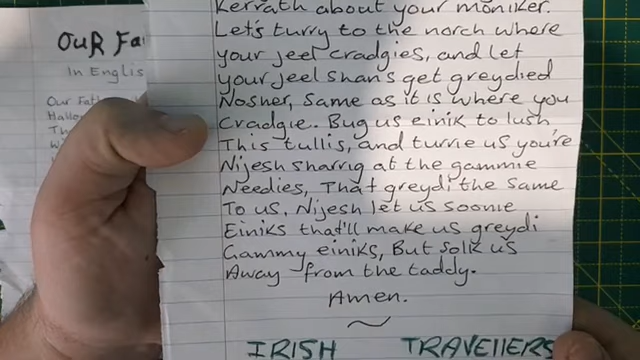 Kerrath about your moniker.
Let's turry to the norch where
your jeel cradgies, and let
your jeel shans get greydied
Nosher, same as it is where you
Cradgie. Bug us einik to lush
This tullis, and turrie us you're
Nijesh sharrig at the gammie
Needies, That greydi the same
To us, Nijesh let us soonie
Einiks that'll make us greydi
Gammy einiks, But solk us
Away from the taddy.
Amen.
IRISH TRAVELLERS
OUR Fa
In Englis
Our Fat
Hallo
Th